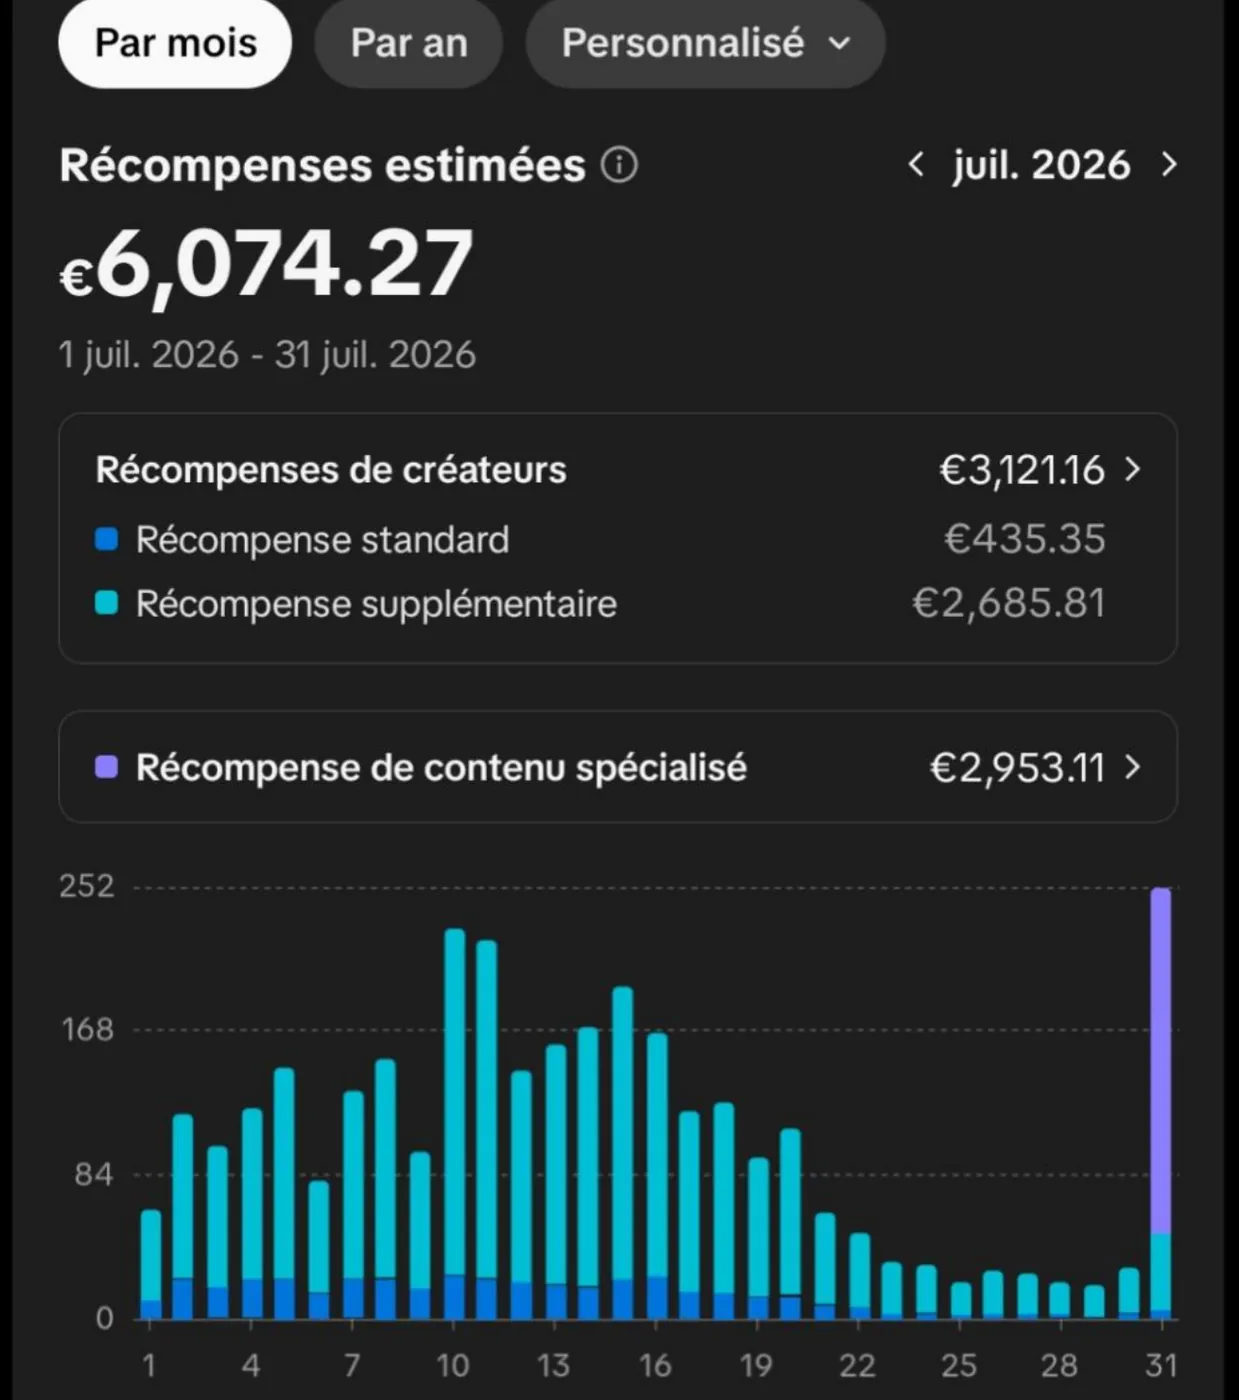 Par mois Par an Personnalisé
Récompenses estimées juil. 2026
€6,074.27
1 juil. 2026 - 31 juil. 2026
Récompenses de créateurs €3,121.16
Récompense standard €435.35
Récompense supplémentaire €2,685.81
Récompense de contenu spécialisé €2,953.11
252
168
84
0
1 4 7 10 13 16 19 22 25 28 31